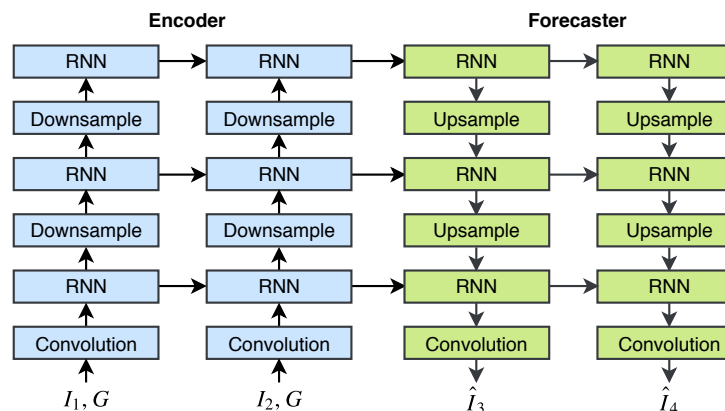 Encoder Forecaster
RNN RNN RNN RNN
Downsample Downsample Upsample Upsample
RNN RNN RNN RNN
Downsample Downsample Upsample Upsample
RNN RNN RNN RNN
Convolution Convolution Convolution Convolution
I₁, G I₂, G Î₃ Î₄